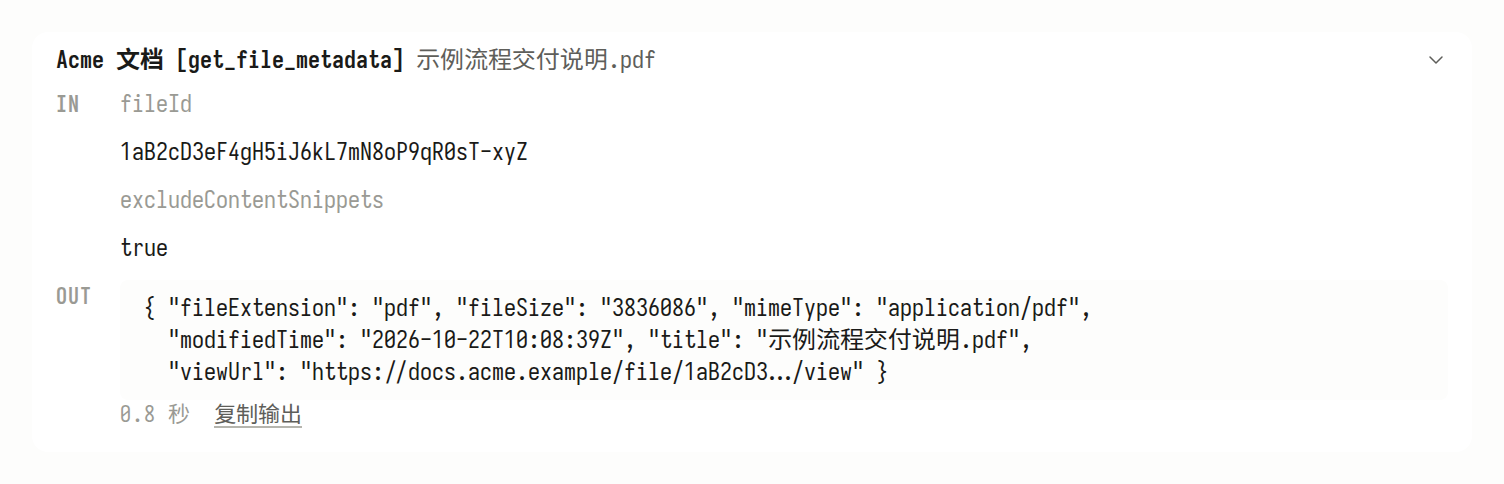 Acme 文档 [get_file_metadata] 示例流程交付说明.pdf
IN fileId
1aB2cD3eF4gH5iJ6kL7mN8oP9qR0sT-xyZ
excludeContentSnippets
true
OUT { "fileExtension": "pdf", "fileSize": "3836086", "mimeType": "application/pdf",
"modifiedTime": "2026-10-22T10:08:39Z", "title": "示例流程交付说明.pdf",
"viewUrl": "https://docs.acme.example/file/1aB2cD3.../view" }
0.8 秒 复制输出